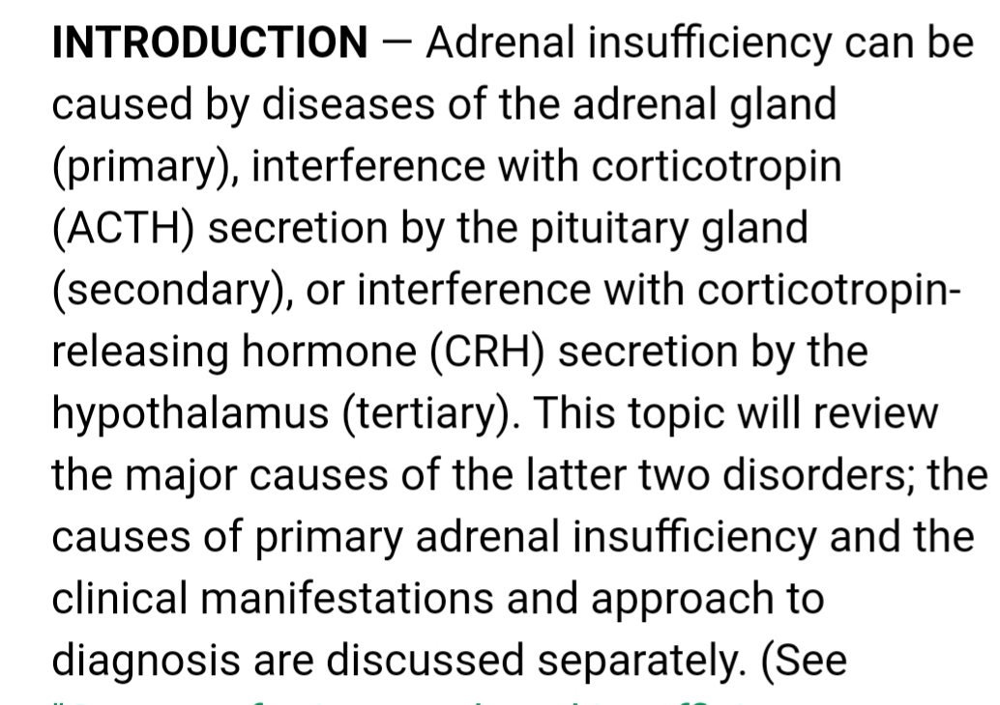 INTRODUCTION — Adrenal insufficiency can be
caused by diseases of the adrenal gland
(primary), interference with corticotropin
(ACTH) secretion by the pituitary gland
(secondary), or interference with corticotropin-
releasing hormone (CRH) secretion by the
hypothalamus (tertiary). This topic will review
the major causes of the latter two disorders; the
causes of primary adrenal insufficiency and the
clinical manifestations and approach to
diagnosis are discussed separately. (See